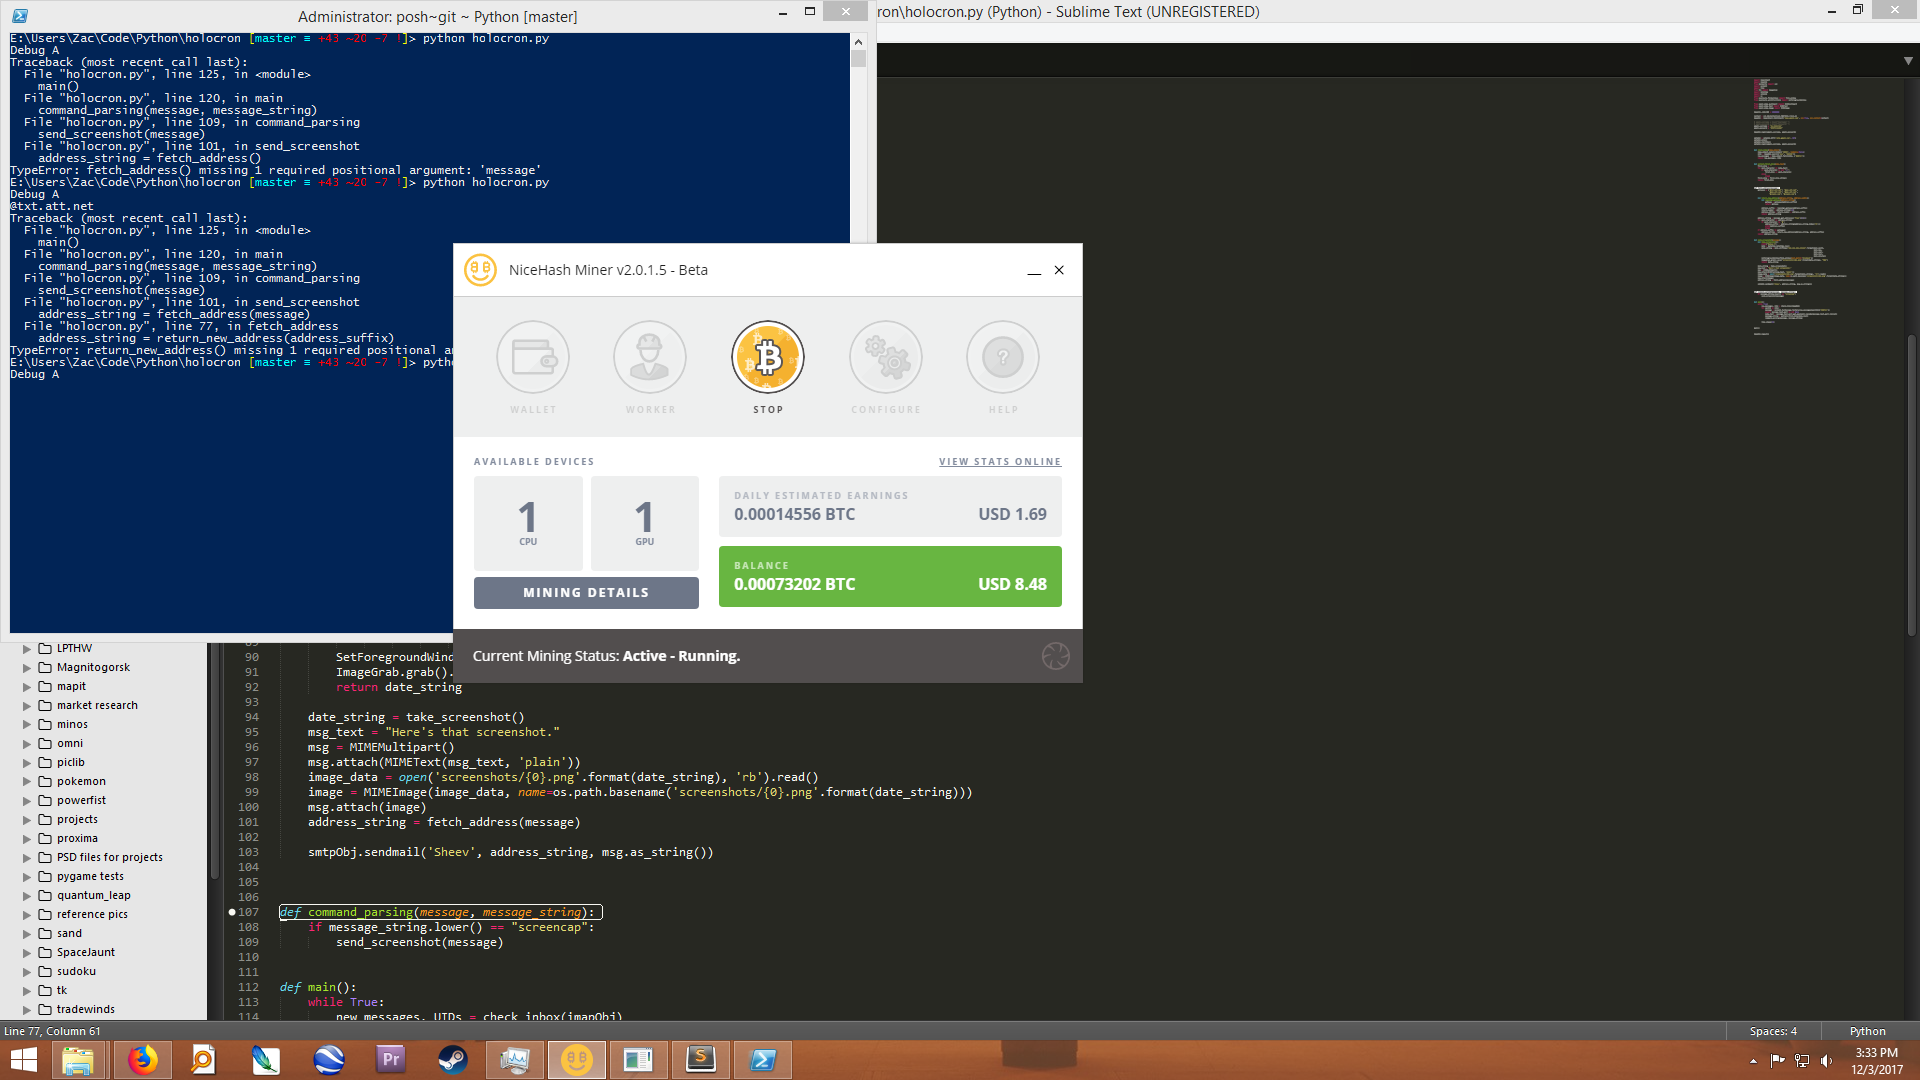 Administrator: posh~git ~ Python [master]
ron\holocron.py (Python) - Sublime Text (UNREGISTERED)
E:\Users\Zac\Code\Python\holocron [master ≡ +43 ~20 -7 !]> python holocron.py
Debug A
Traceback (most recent call last):
  File "holocron.py", line 125, in <module>
    main()
  File "holocron.py", line 120, in main
    command_parsing(message, message_string)
  File "holocron.py", line 109, in command_parsing
    send_screenshot(message)
  File "holocron.py", line 101, in send_screenshot
    address_string = fetch_address()
TypeError: fetch_address() missing 1 required positional argument: 'message'
E:\Users\Zac\Code\Python\holocron [master ≡ +43 ~20 -7 !]> python holocron.py
Debug A
@txt.att.net
Traceback (most recent call last):
  File "holocron.py", line 125, in <module>
    main()
  File "holocron.py", line 120, in main
    command_parsing(message, message_string)
  File "holocron.py", line 109, in command_parsing
    send_screenshot(message)
  File "holocron.py", line 101, in send_screenshot
    address_string = fetch_address(message)
  File "holocron.py", line 77, in fetch_address
    address_string = return_new_address(address_suffix)
TypeError: return_new_address() missing 1 required positional a
E:\Users\Zac\Code\Python\holocron [master ≡ +43 ~20 -7 !]> pytho
Debug A
NiceHash Miner v2.0.1.5 - Beta
WALLET
WORKER
STOP
CONFIGURE
HELP
AVAILABLE DEVICES
VIEW STATS ONLINE
1
CPU
1
GPU
MINING DETAILS
DAILY ESTIMATED EARNINGS
0.00014556 BTC USD 1.69
BALANCE
0.00073202 BTC USD 8.48
Current Mining Status: Active - Running.
LPTHW
Magnitogorsk
mapit
market research
minos
omni
piclib
pokemon
powerfist
projects
proxima
PSD files for projects
pygame tests
quantum_leap
reference pics
sand
SpaceJaunt
sudoku
tk
tradewinds
89
90 SetForegroundWind
91 ImageGrab.grab().
92 return date_string
93
94 date_string = take_screenshot()
95 msg_text = "Here's that screenshot."
96 msg = MIMEMultipart()
97 msg.attach(MIMEText(msg_text, 'plain'))
98 image_data = open('screenshots/{0}.png'.format(date_string), 'rb').read()
99 image = MIMEImage(image_data, name=os.path.basename('screenshots/{0}.png'.format(date_string)))
100 msg.attach(image)
101 address_string = fetch_address(message)
102
103 smtpObj.sendmail('Sheev', address_string, msg.as_string())
104
105
106
107 def command_parsing(message, message_string):
108 if message_string.lower() == "screencap":
109 send_screenshot(message)
110
111
112 def main():
113 while True:
114 new_messages, UIDs = check_inbox(imapObj)
Line 77, Column 61
Spaces: 4
Python
Pr
S
3:33 PM
12/3/2017